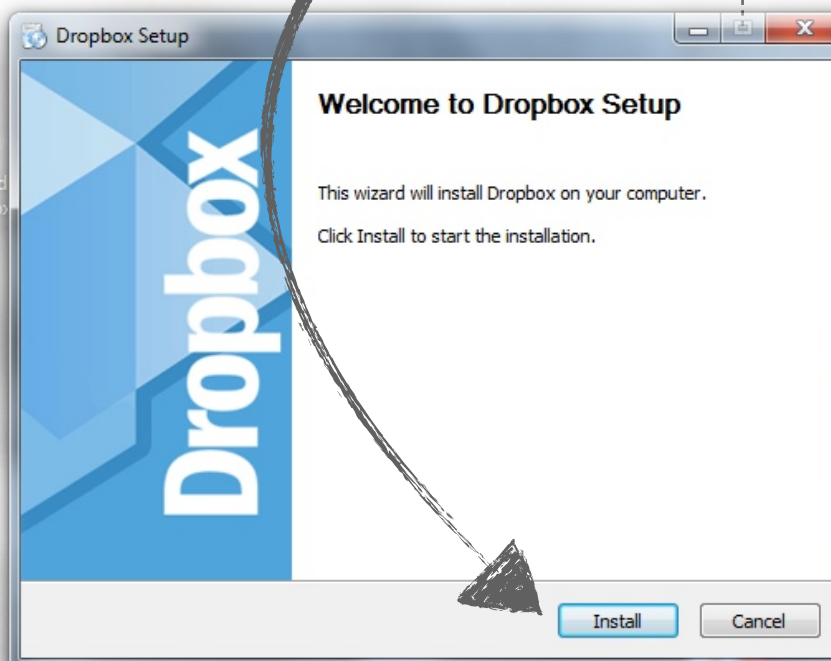 Dropbox Setup
Dropbox
Welcome to Dropbox Setup
This wizard will install Dropbox on your computer.
Click Install to start the installation.
Install
Cancel